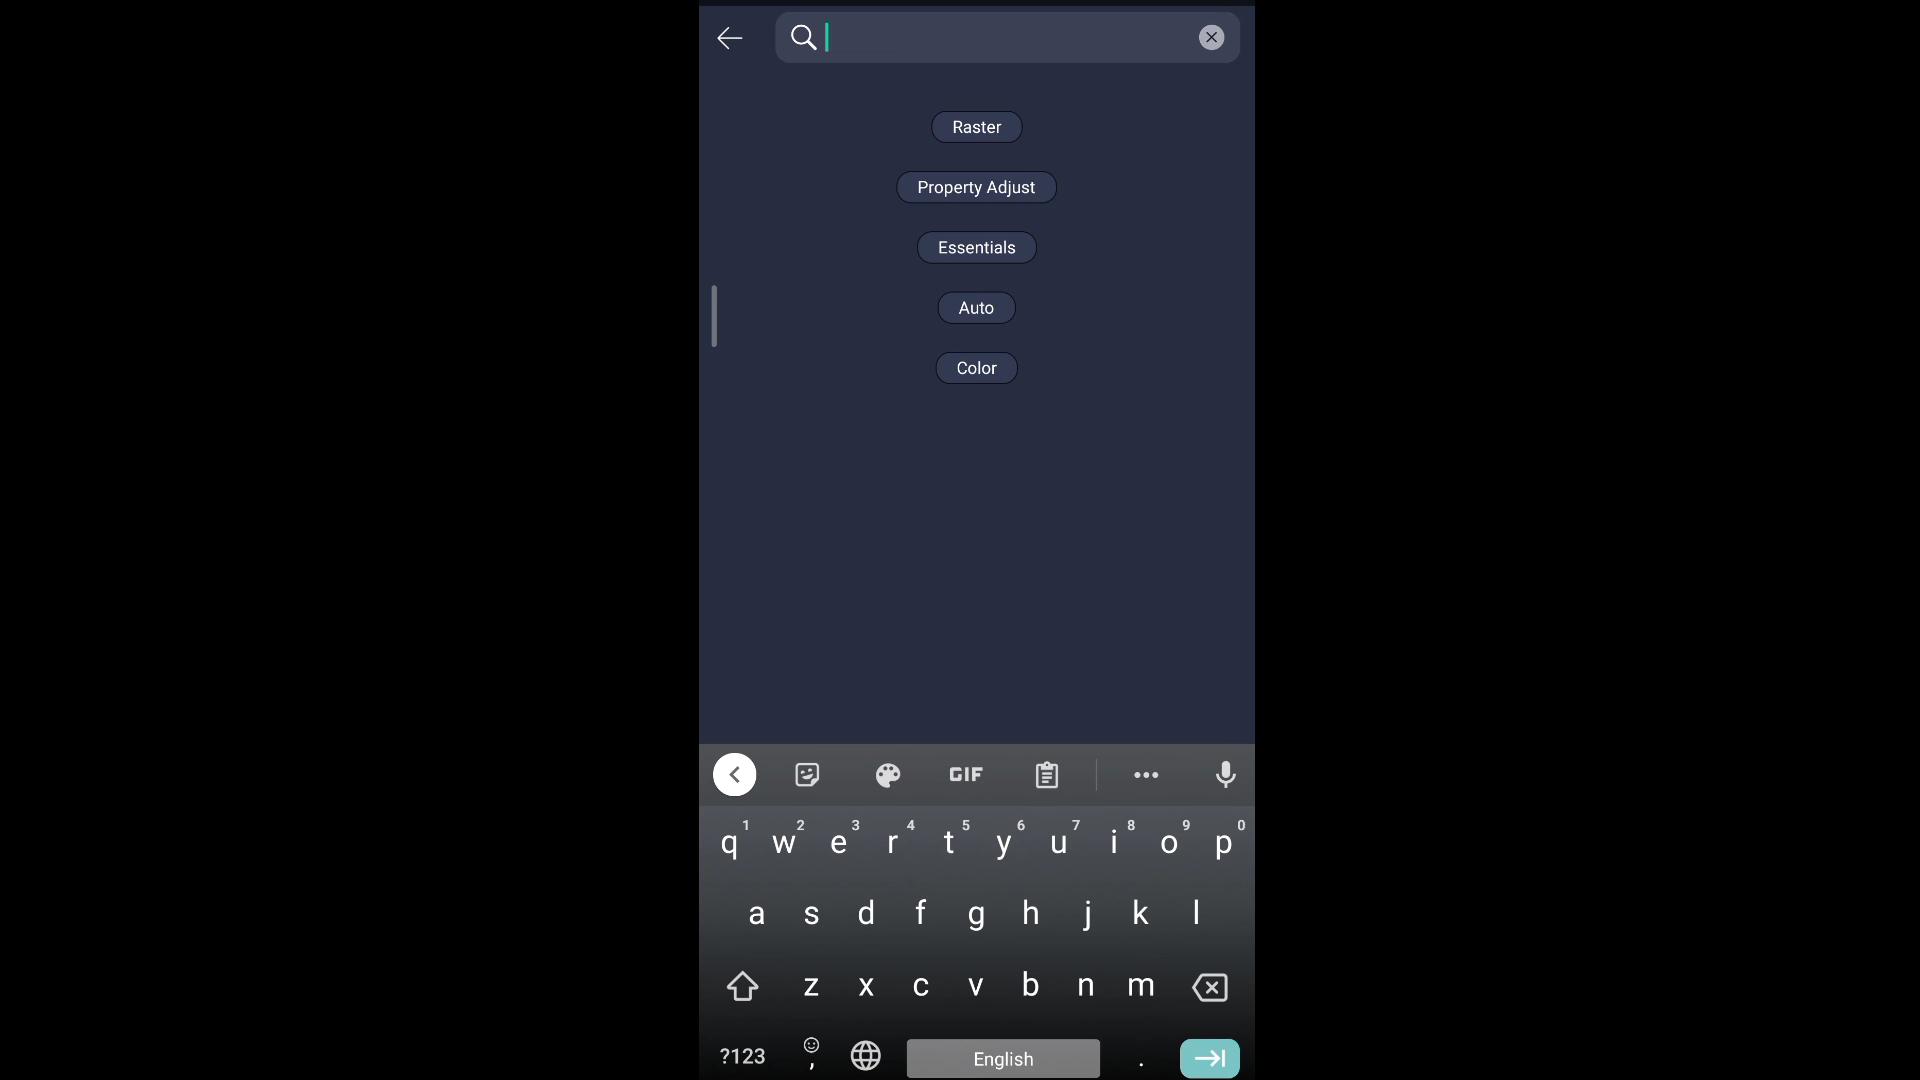 Raster
Property Adjust
Essentials
Auto
Color
GIF
1 2 3 4 5 6 7 8 9 0
q w e r t y u i o p
a s d f g h j k l
z x c v b n m
?123 , English .